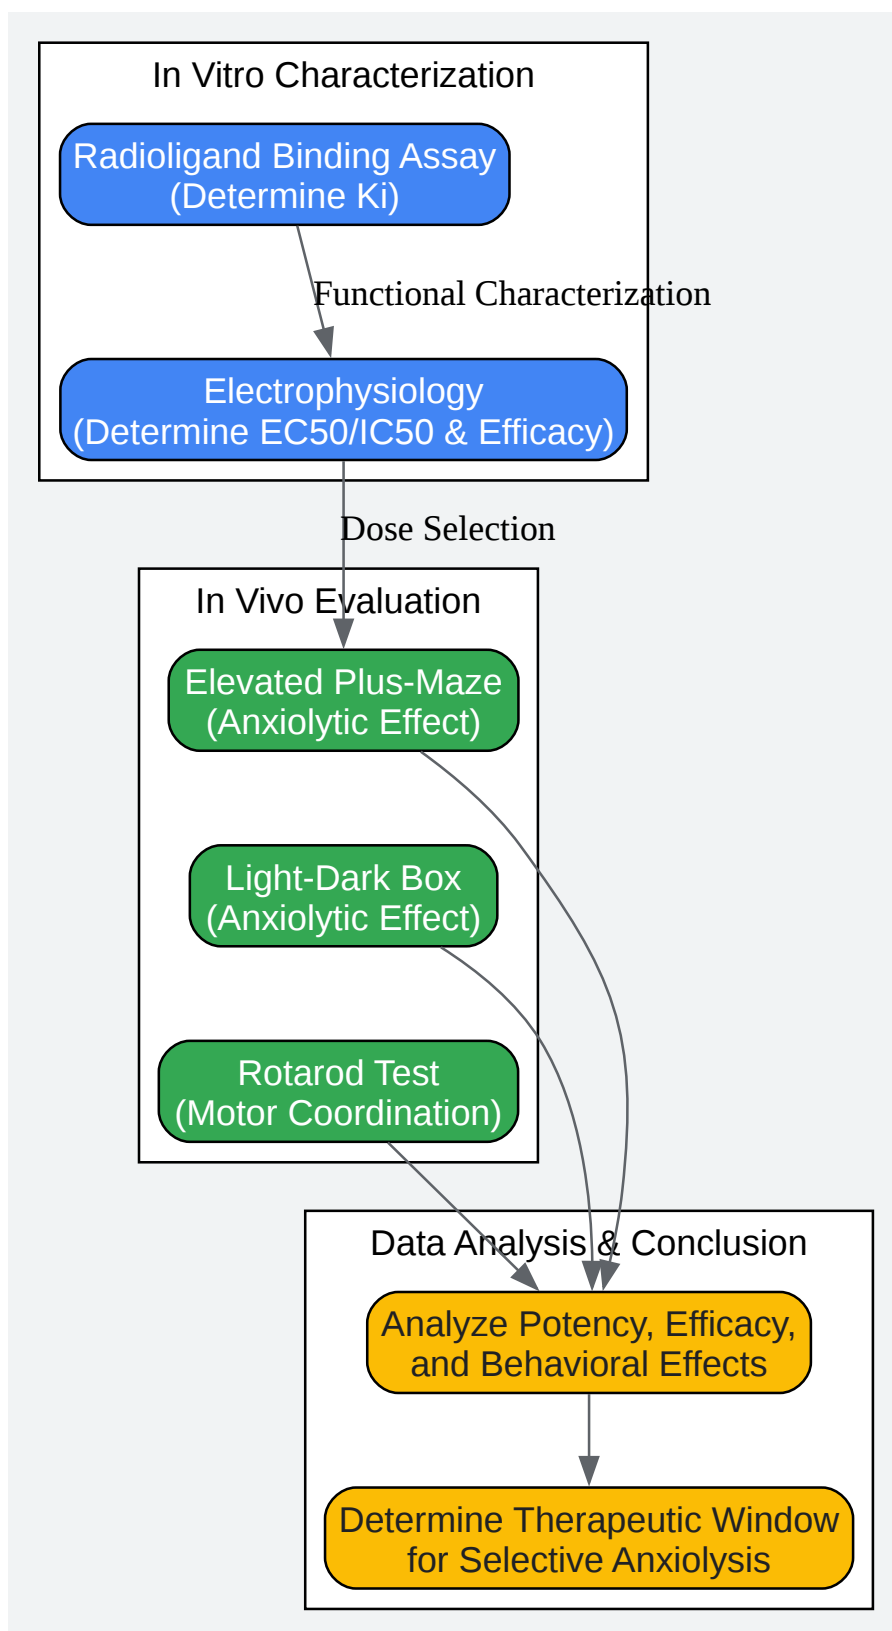 In Vitro Characterization
Radioligand Binding Assay
(Determine Ki)
Functional Characterization
Electrophysiology
(Determine EC50/IC50 & Efficacy)
Dose Selection
In Vivo Evaluation
Elevated Plus-Maze
(Anxiolytic Effect)
Light-Dark Box
(Anxiolytic Effect)
Rotarod Test
(Motor Coordination)
Data Analysis & Conclusion
Analyze Potency, Efficacy,
and Behavioral Effects
Determine Therapeutic Window
for Selective Anxiolysis